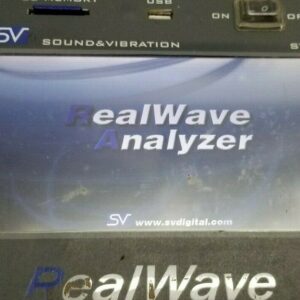 USB
ON
SV SOUND&VIBRATION
RealWave
Analyzer
SV www.svdigital.com
RealWave